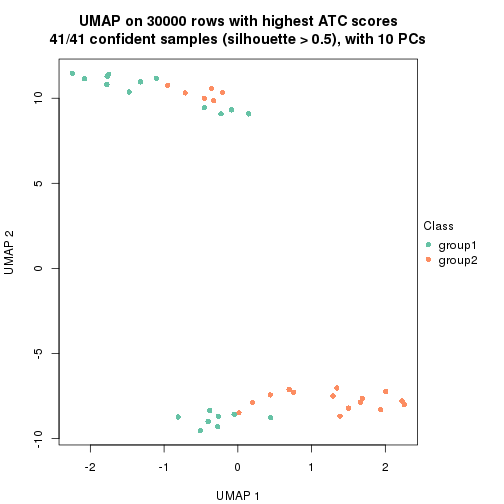 UMAP on 30000 rows with highest ATC scores
41/41 confident samples (silhouette > 0.5), with 10 PCs
10
5
0
-5
-10
UMAP 2
-2
-1
0
1
2
UMAP 1
Class
group1
group2